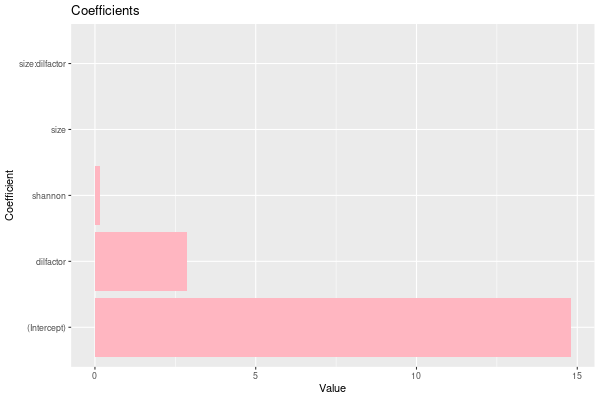 Coefficients
size:dilfactor
size
shannon
dilfactor
(Intercept)
Coefficient
0 5 10 15
Value